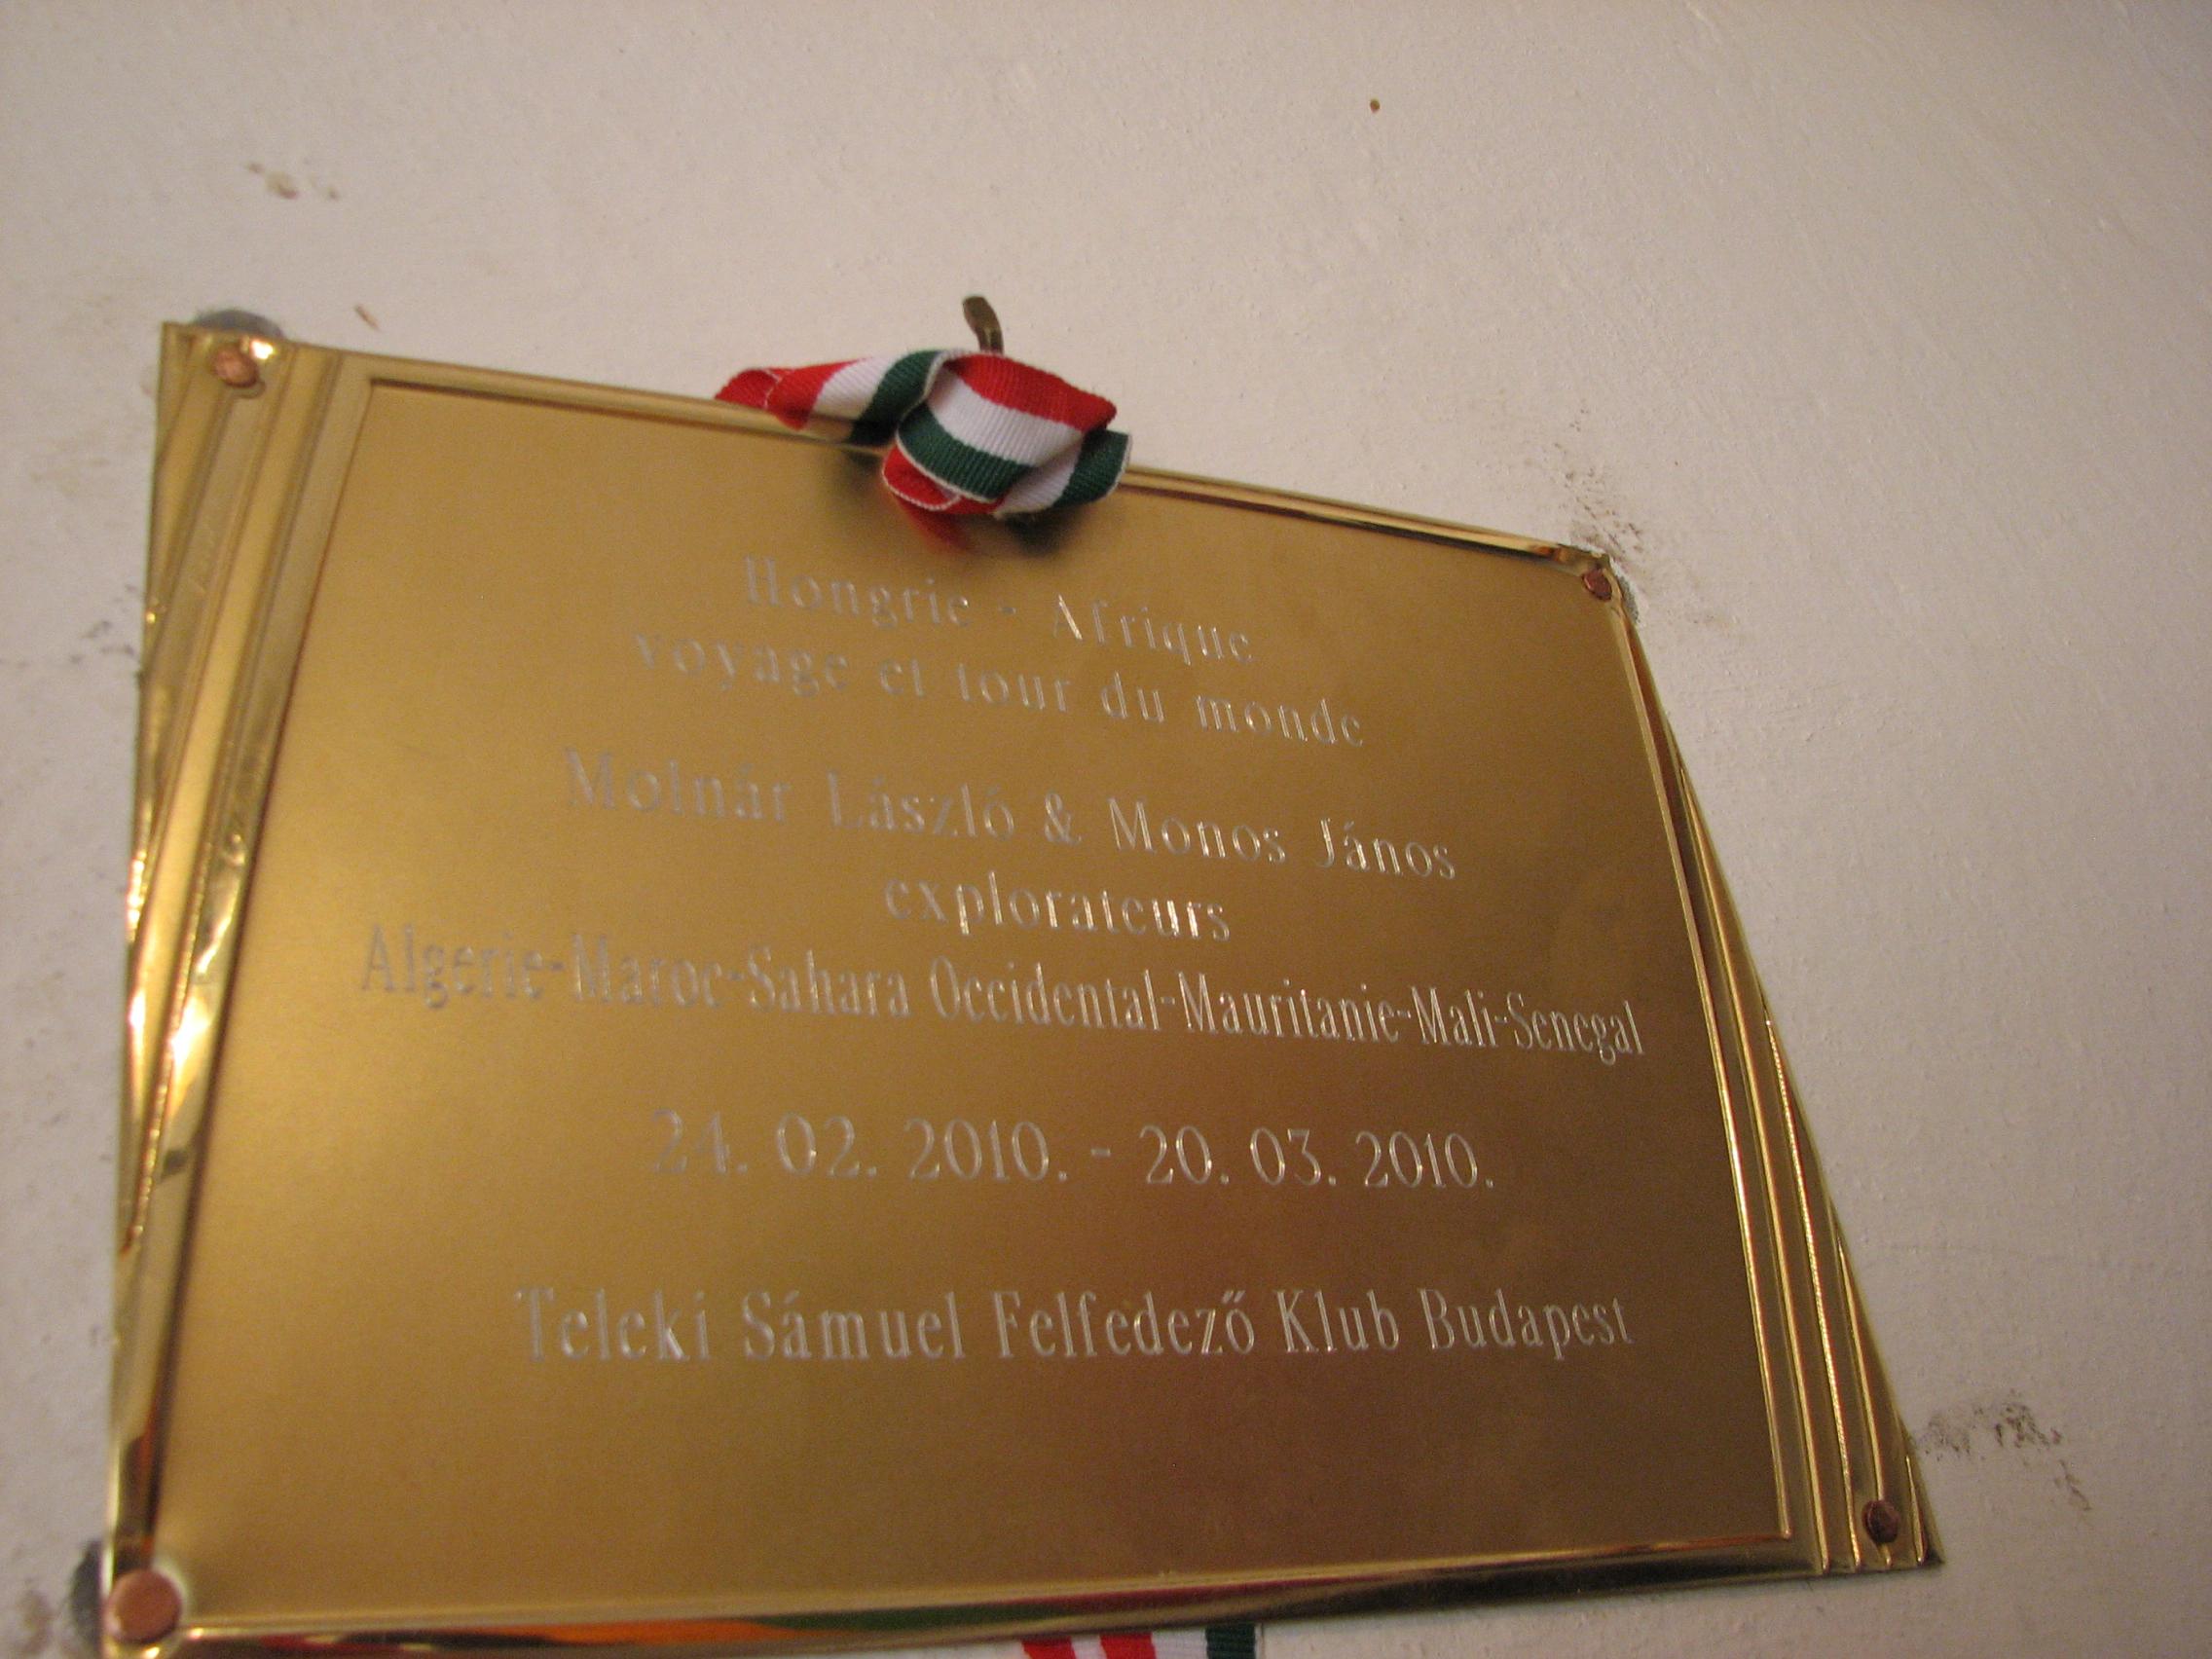 Hongrie - Afrique
voyage et tour du monde
Molnár László & Monos János
explorateurs
Algerie-Maroc-Sahara Occidental-Mauritanie-Mali-Senegal
24. 02. 2010. - 20. 03. 2010.
Teleki Sámuel Felfedező Klub Budapest